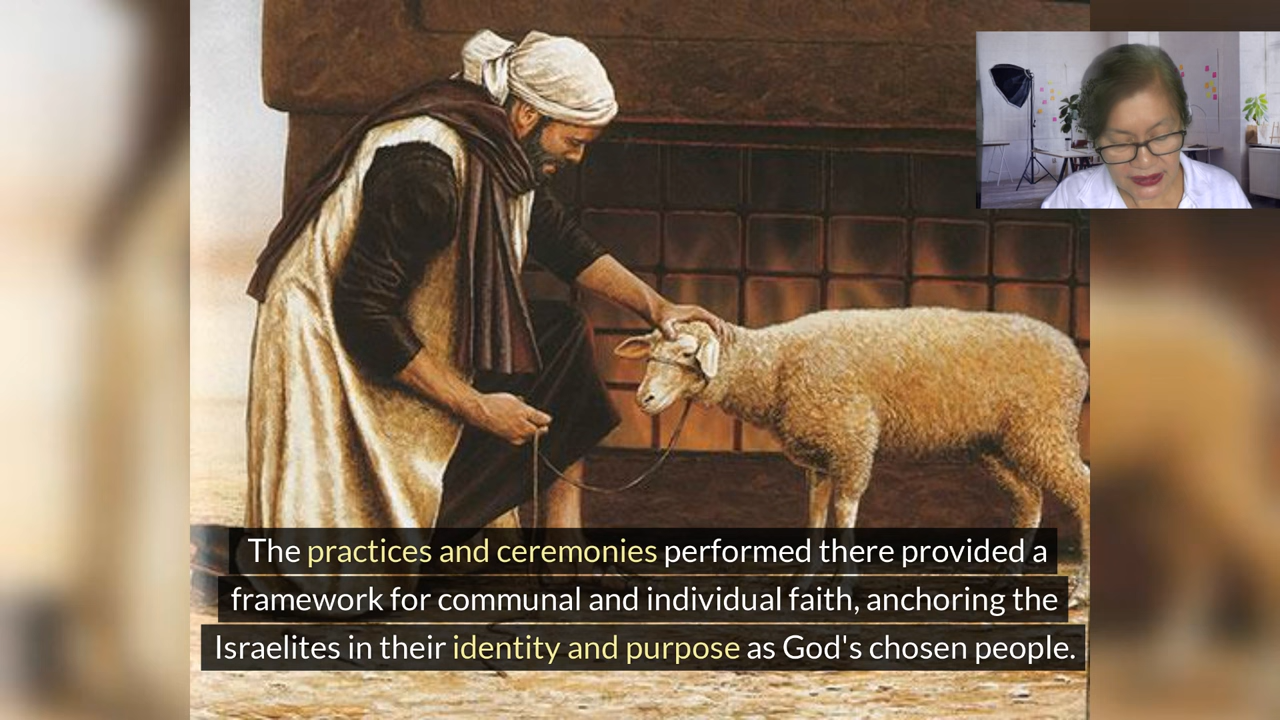 The practices and ceremonies performed there provided a
framework for communal and individual faith, anchoring the
Israelites in their identity and purpose as God's chosen people.